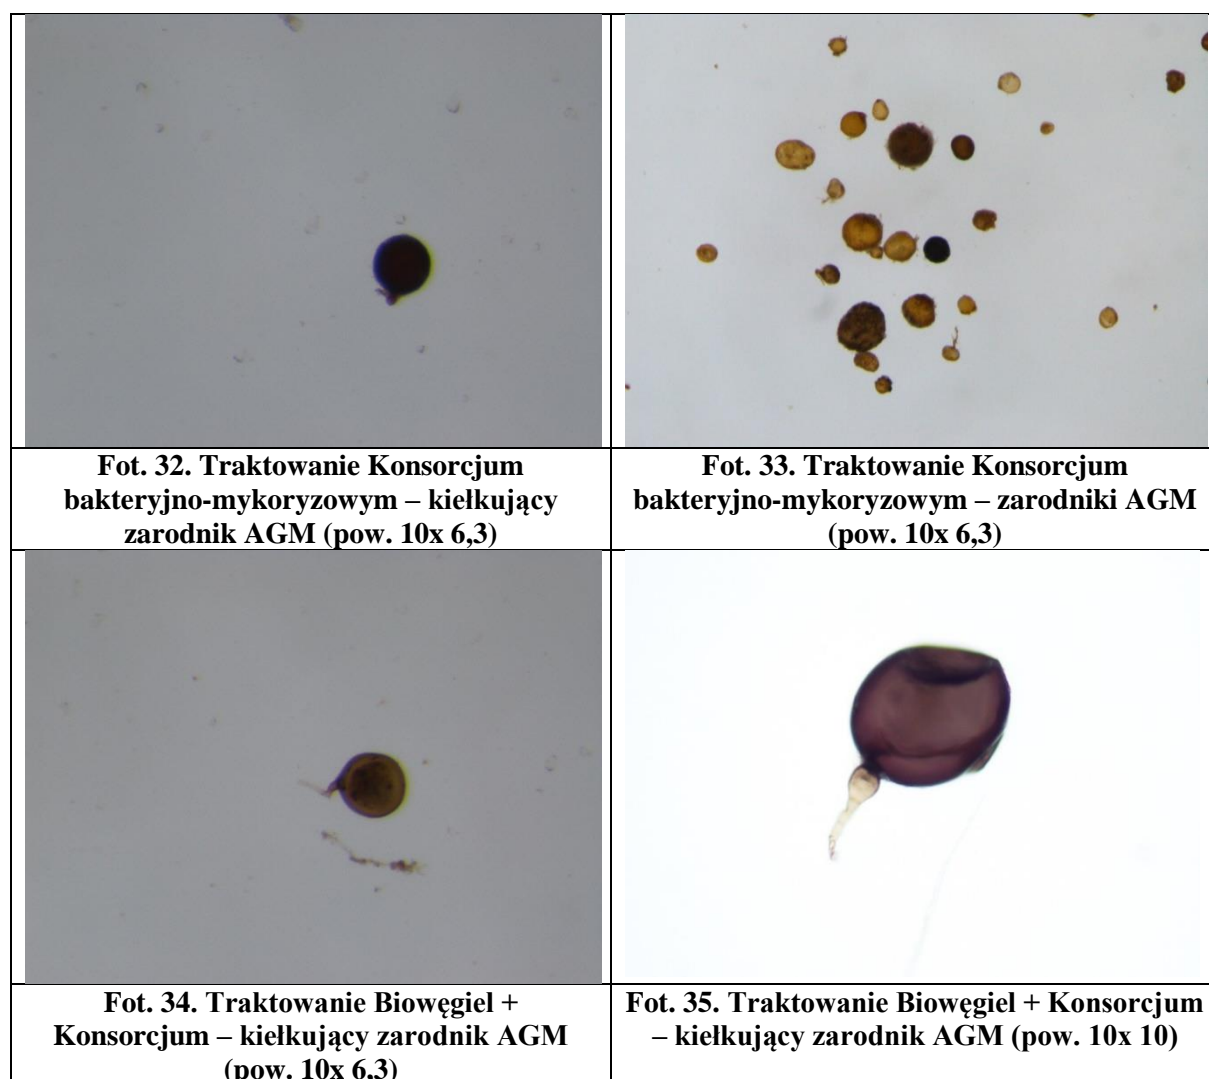 Fot. 32. Traktowanie Konsorcjum
bakteryjno-mykoryzowym – kiełkujący
zarodnik AGM (pow. 10x 6,3)
Fot. 33. Traktowanie Konsorcjum
bakteryjno-mykoryzowym – zarodniki AGM
(pow. 10x 6,3)
Fot. 34. Traktowanie Biowęgiel +
Konsorcjum – kiełkujący zarodnik AGM
(pow. 10x 6,3)
Fot. 35. Traktowanie Biowęgiel + Konsorcjum
– kiełkujący zarodnik AGM (pow. 10x 10)